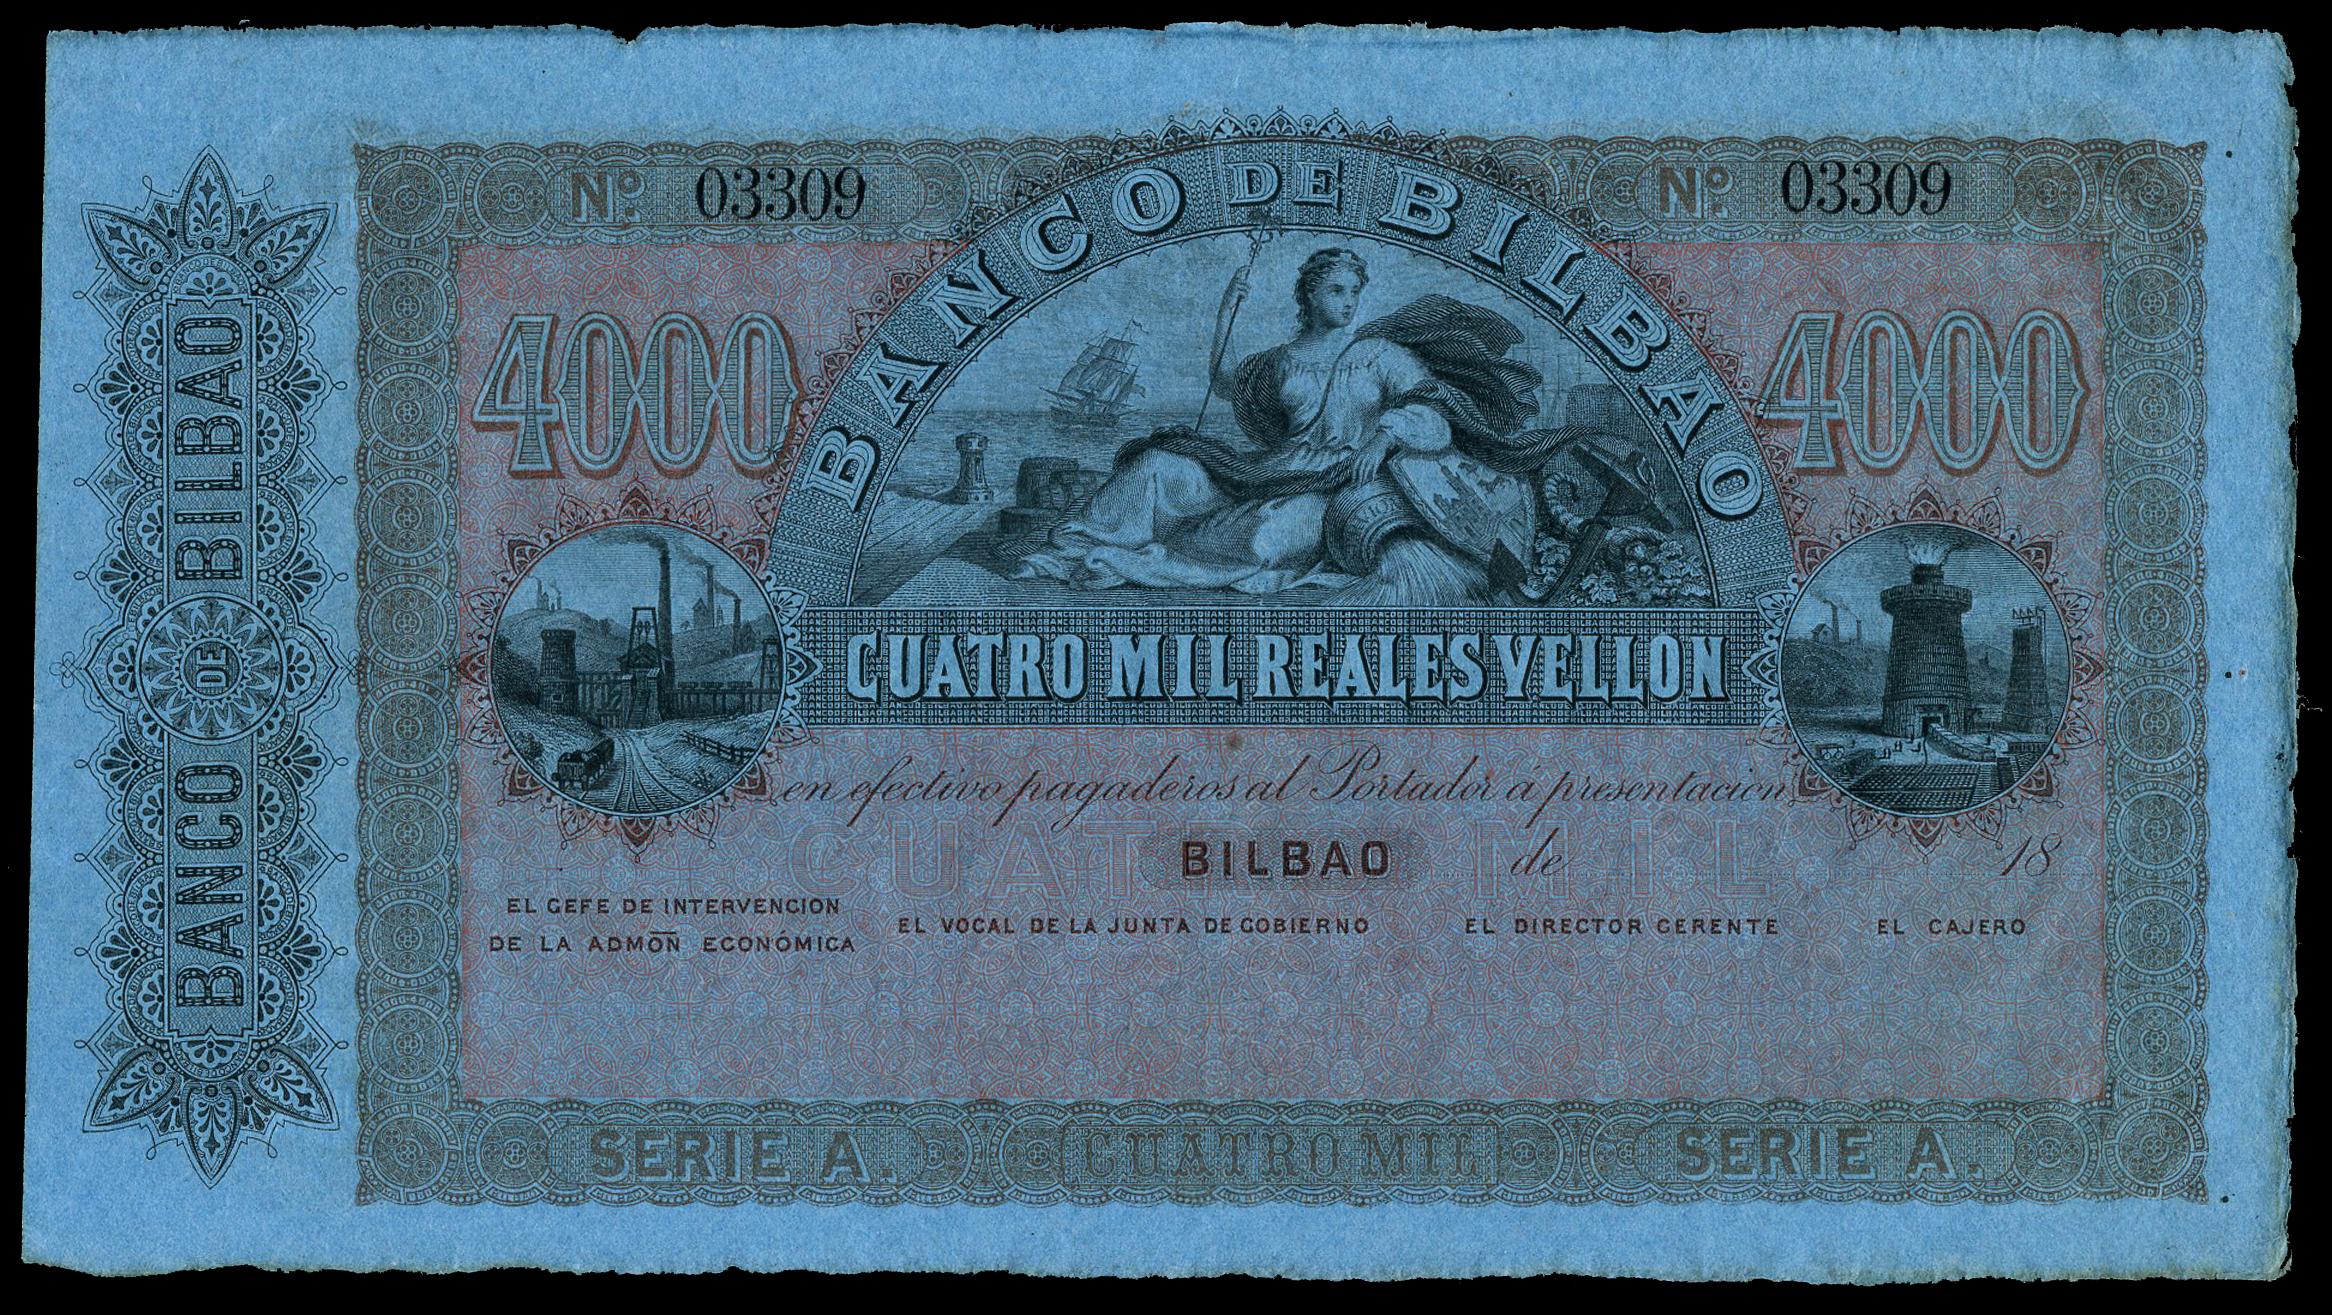 BANCO DE BILBAO
Nº 03309
Nº 03309
BANCO DE BILBAO
4000
4000
CUATRO MIL REALES VELLON
en efectivo pagaderos al Portador á presentacion
CUATRO MIL
BILBAO de 18
EL GEFE DE INTERVENCION
DE LA ADMON ECONÓMICA
EL VOCAL DE LA JUNTA DE GOBIERNO
EL DIRECTOR GERENTE
EL CAJERO
SERIE A.
CUATRO MIL
SERIE A.